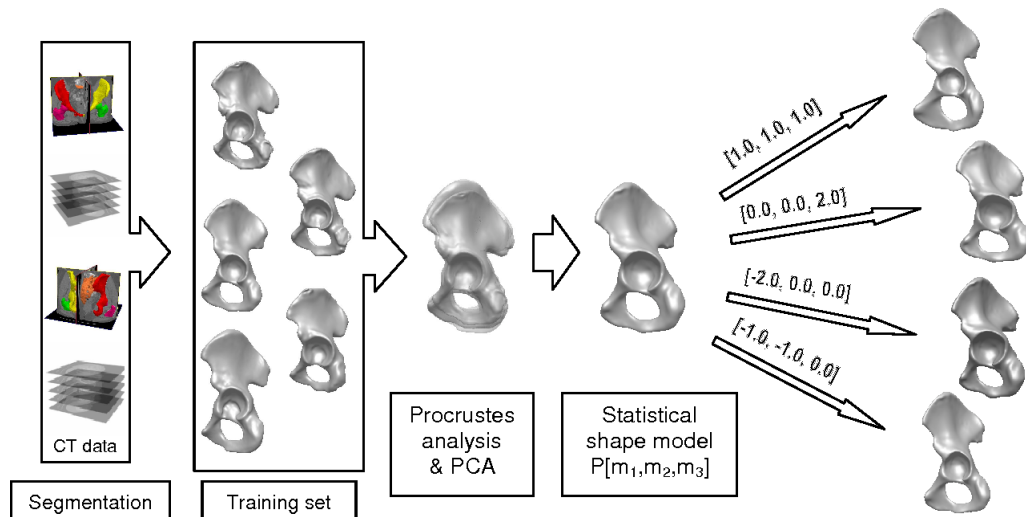 CT data
Segmentation
Training set
Procrustes
analysis
& PCA
Statistical
shape model
P[m₁,m₂,m₃]
[1.0, 1.0, 1.0]
[0.0, 0.0, 2.0]
[-2.0, 0.0, 0.0]
[-1.0, -1.0, 0.0]